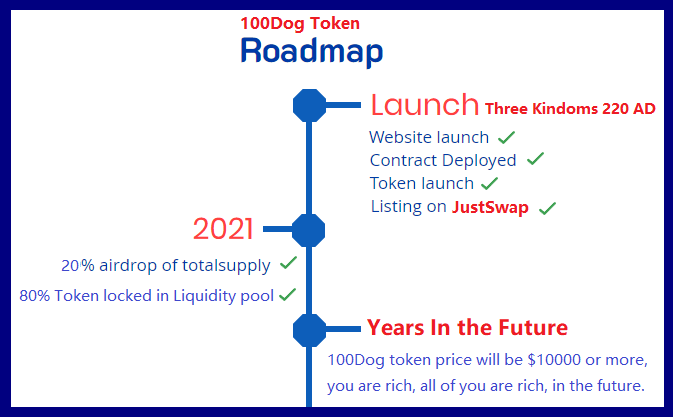 100Dog Token
Roadmap
Launch Three Kindoms 220 AD
Website launch
Contract Deployed
Token launch
Listing on JustSwap
2021
20% airdrop of totalsupply
80% Token locked in Liquidity pool
Years In the Future
100Dog token price will be $10000 or more,
you are rich, all of you are rich, in the future.